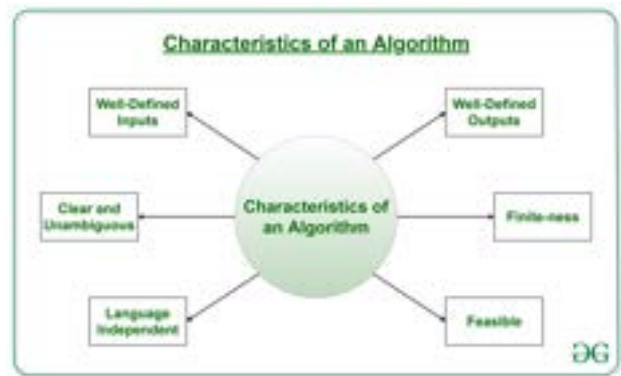 Characteristics of an Algorithm
Well-Defined
Inputs
Well-Defined
Outputs
Clear and
Unambiguous
Characteristics of
an Algorithm
Finite-ness
Language
Independent
Feasible